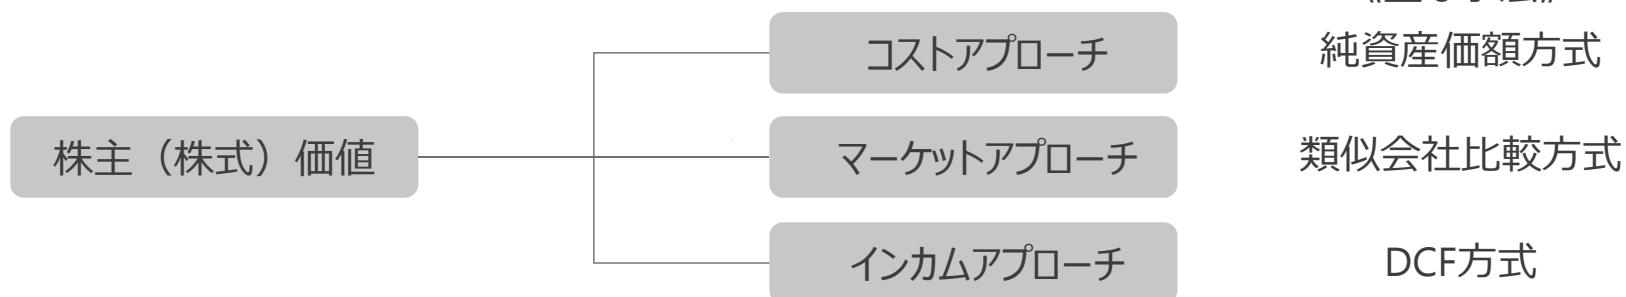 コストアプローチ
純資産価額方式
株主（株式）価値
マーケットアプローチ
類似会社比較方式
インカムアプローチ
DCF方式